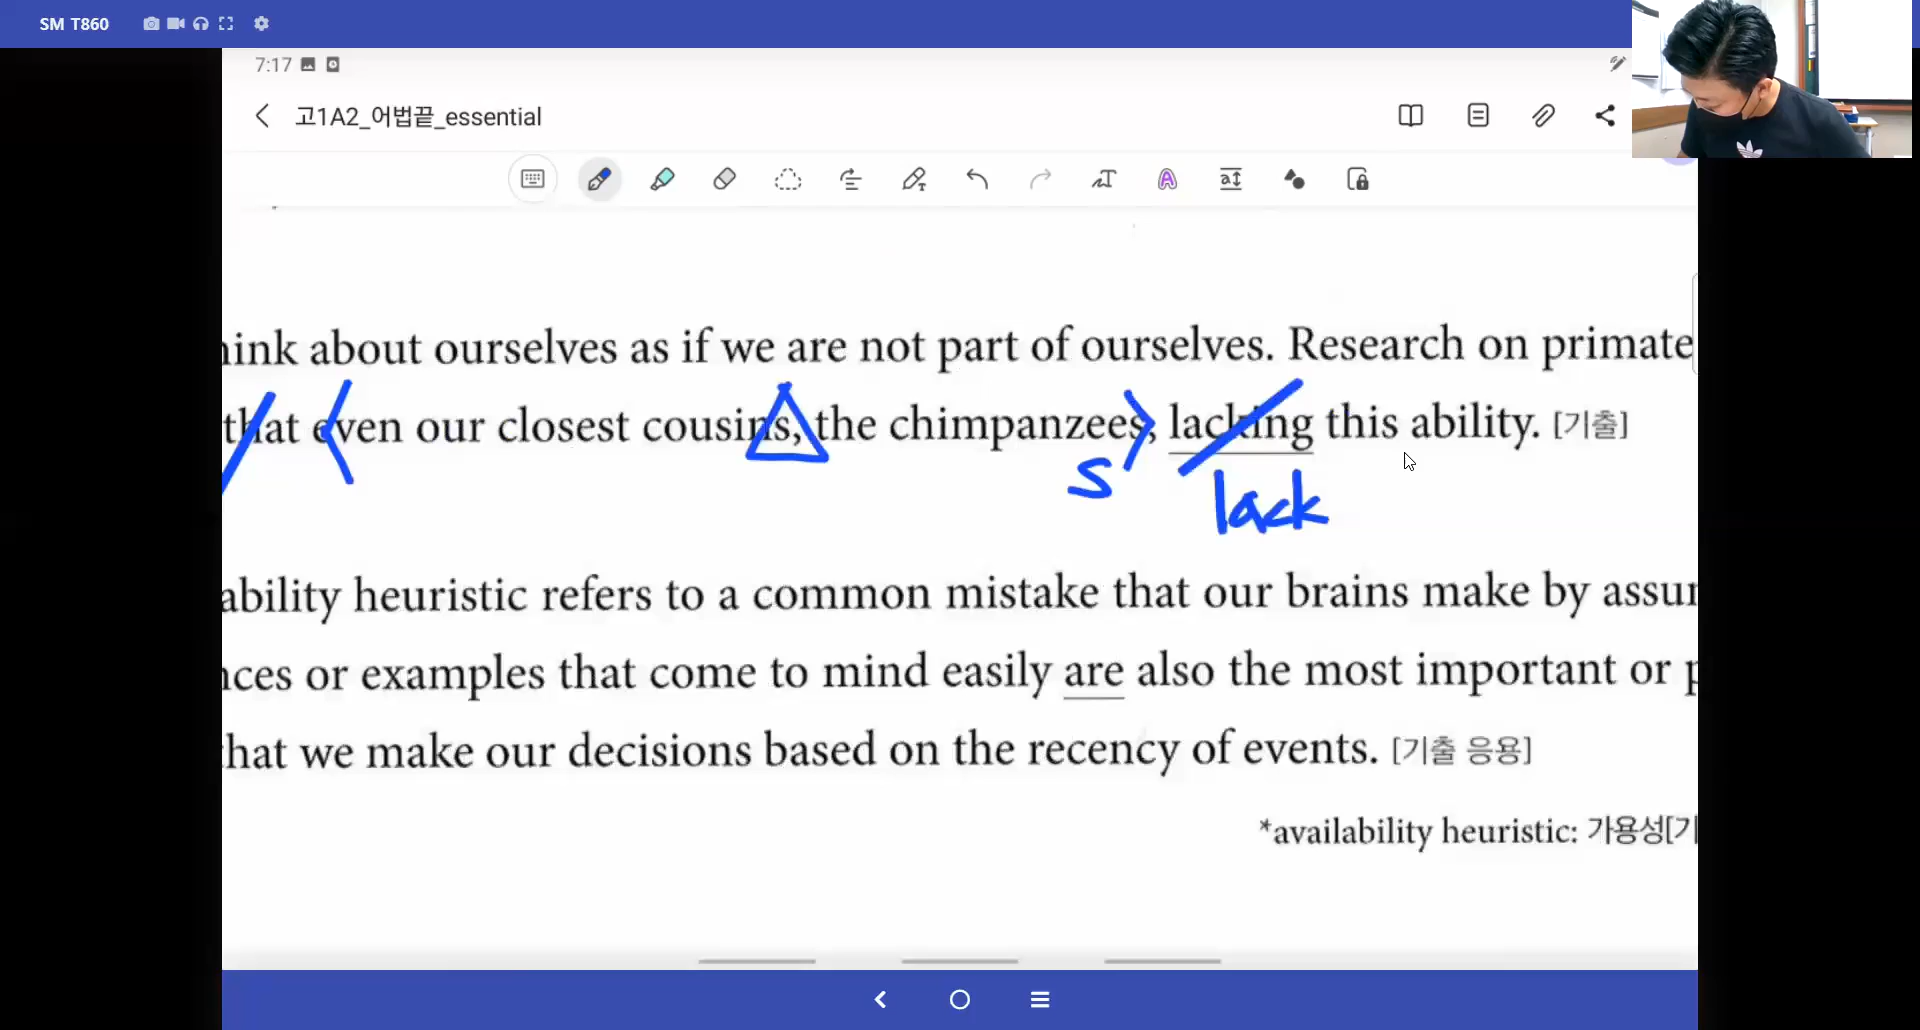 SM T860
7:17
고1A2_어법끝_essential
hink about ourselves as if we are not part of ourselves. Research on primate
that even our closest cousins, the chimpanzees, lacking this ability. [기출]
s
lack
ability heuristic refers to a common mistake that our brains make by assu
nces or examples that come to mind easily are also the most important or p
that we make our decisions based on the recency of events. [기출 응용]
*availability heuristic: 가용성[기